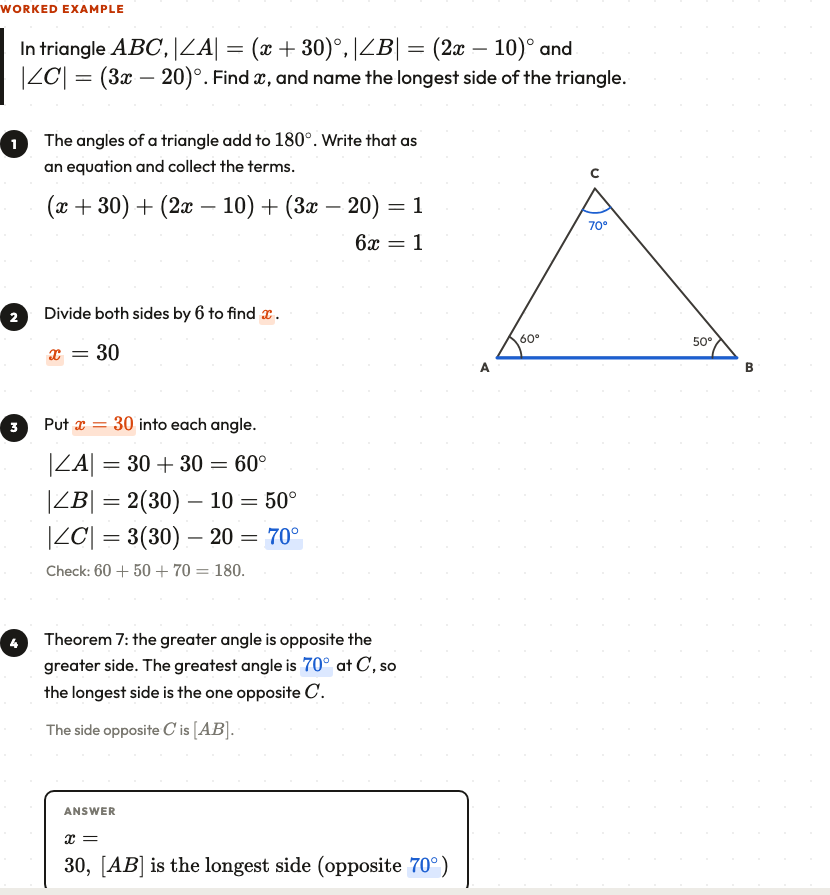 WORKED EXAMPLE
In triangle ABC, |∠A| = (x + 30)°, |∠B| = (2x − 10)° and
|∠C| = (3x − 20)°. Find x, and name the longest side of the triangle.
1
The angles of a triangle add to 180°. Write that as
an equation and collect the terms.
(x + 30) + (2x − 10) + (3x − 20) = 1
6x = 1
2
Divide both sides by 6 to find x.
x = 30
3
Put x = 30 into each angle.
|∠A| = 30 + 30 = 60°
|∠B| = 2(30) − 10 = 50°
|∠C| = 3(30) − 20 = 70°
Check: 60 + 50 + 70 = 180.
4
Theorem 7: the greater angle is opposite the
greater side. The greatest angle is 70° at C, so
the longest side is the one opposite C.
The side opposite C is [AB].
ANSWER
x =
30, [AB] is the longest side (opposite 70°)
C
70°
60°
50°
A
B